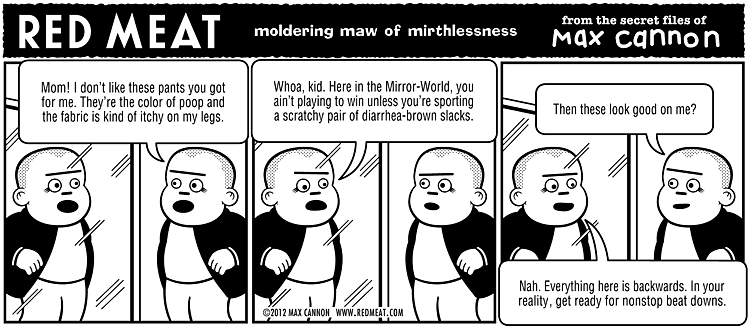 RED MEAT
moldering maw of mirthlessness
from the secret files of
max cannon
Mom! I don't like these pants you got
for me. They're the color of poop and
the fabric is kind of itchy on my legs.
Whoa, kid. Here in the Mirror-World, you
ain't playing to win unless you're sporting
a scratchy pair of diarrhea-brown slacks.
Then these look good on me?
Nah. Everything here is backwards. In your
reality, get ready for nonstop beat downs.
©2012 MAX CANNON WWW.REDMEAT.COM